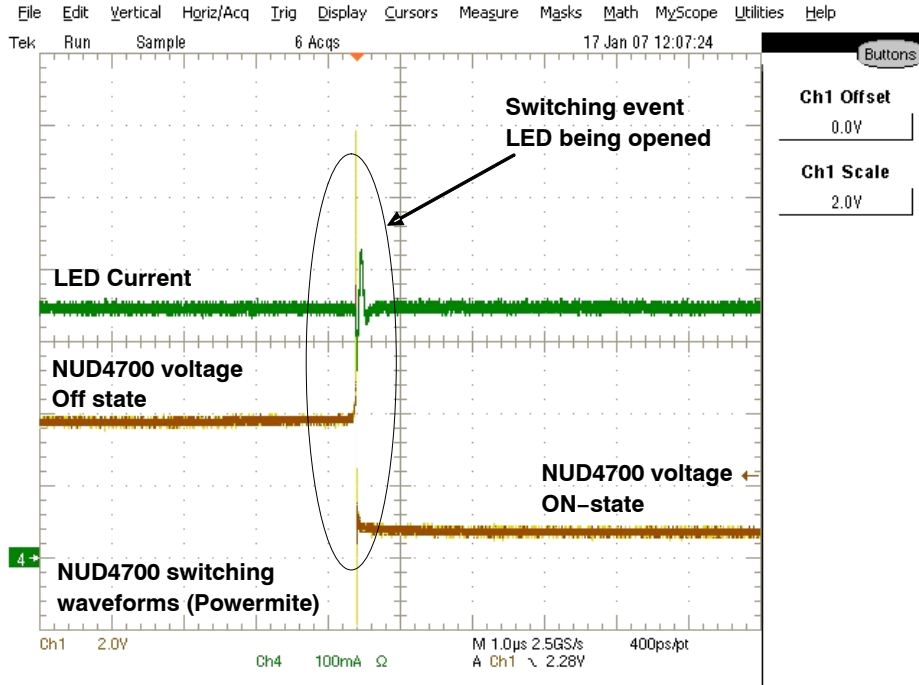 File Edit Vertical Horiz/Acq Trig Display Cursors Measure Masks Math MyScope Utilities Help
Tek Run Sample 6 Acqs 17 Jan 07 12:07:24
Buttons
Ch1 Offset
0.0V
Ch1 Scale
2.0V
Switching event
LED being opened
LED Current
NUD4700 voltage
Off state
NUD4700 voltage
ON−state
4
NUD4700 switching
waveforms (Powermite)
Ch1 2.0V M 1.0µs 2.5GS/s 400ps/pt
Ch4 100mA Ω A Ch1 2.28V